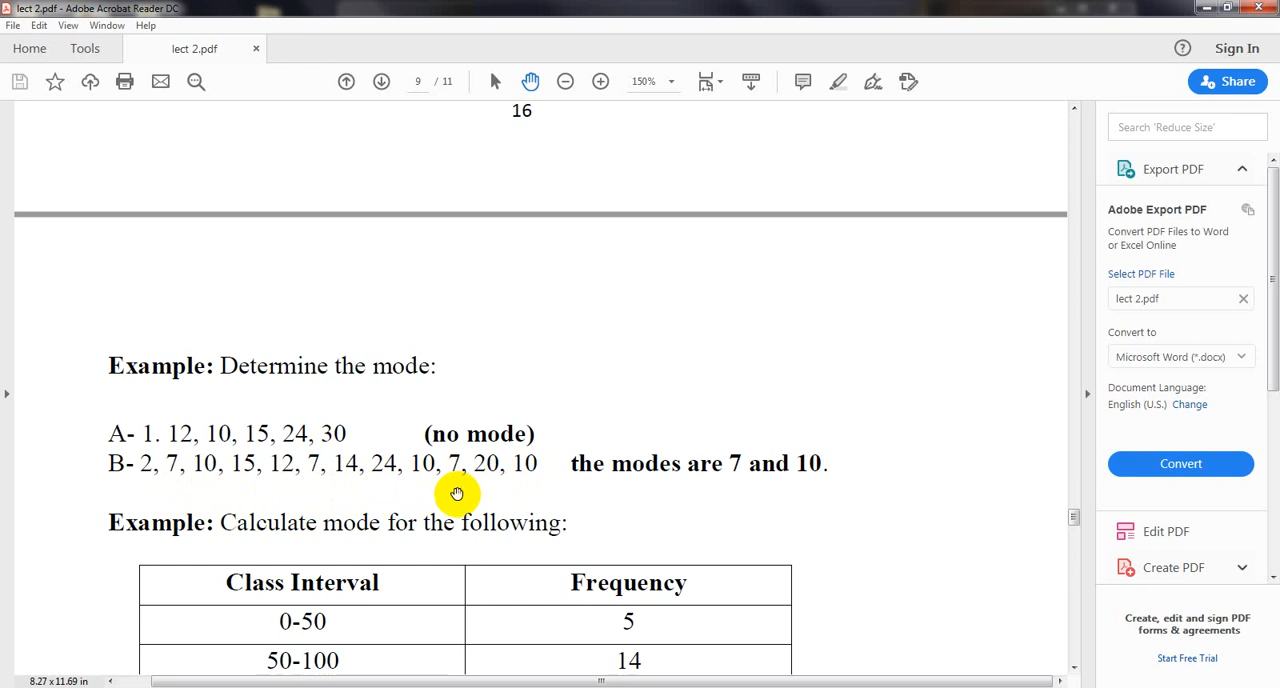 lect 2.pdf - Adobe Acrobat Reader DC
File Edit View Window Help
Home Tools lect 2.pdf × Sign In
9 / 11 150% Share
16
Example: Determine the mode:
A- 1. 12, 10, 15, 24, 30 (no mode)
B- 2, 7, 10, 15, 12, 7, 14, 24, 10, 7, 20, 10 the modes are 7 and 10.
Example: Calculate mode for the following:
Class Interval Frequency
0-50 5
50-100 14
8.27 x 11.69 in
Search 'Reduce Size'
Export PDF
Adobe Export PDF
Convert PDF Files to Word
or Excel Online
Select PDF File
lect 2.pdf
Convert to
Microsoft Word (*.docx)
Document Language:
English (U.S.) Change
Convert
Edit PDF
Create PDF
Create, edit and sign PDF
forms & agreements
Start Free Trial